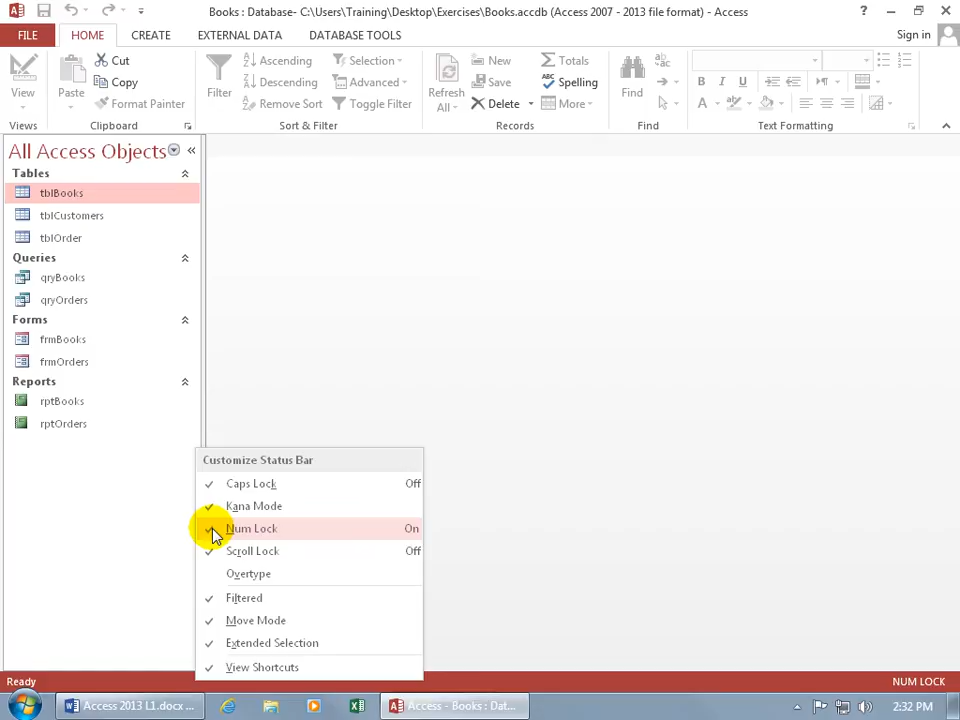 Books : Database- C:\Users\Training\Desktop\Exercises\Books.accdb (Access 2007 - 2013 file format) - Access
FILE HOME CREATE EXTERNAL DATA DATABASE TOOLS Sign in
View
Views
Paste
Cut
Copy
Format Painter
Clipboard
Filter
Ascending
Descending
Remove Sort
Selection
Advanced
Toggle Filter
Sort & Filter
Refresh
All
New
Save
Delete
Totals
Spelling
More
Records
Find
Find
B I U
A
Text Formatting
All Access Objects
Tables
tblBooks
tblCustomers
tblOrder
Queries
qryBooks
qryOrders
Forms
frmBooks
frmOrders
Reports
rptBooks
rptOrders
Customize Status Bar
Caps Lock Off
Kana Mode
Num Lock On
Scroll Lock Off
Overtype
Filtered
Move Mode
Extended Selection
View Shortcuts
Ready NUM LOCK
Access 2013 L1.docx ... Access - Books : Dat... 2:32 PM